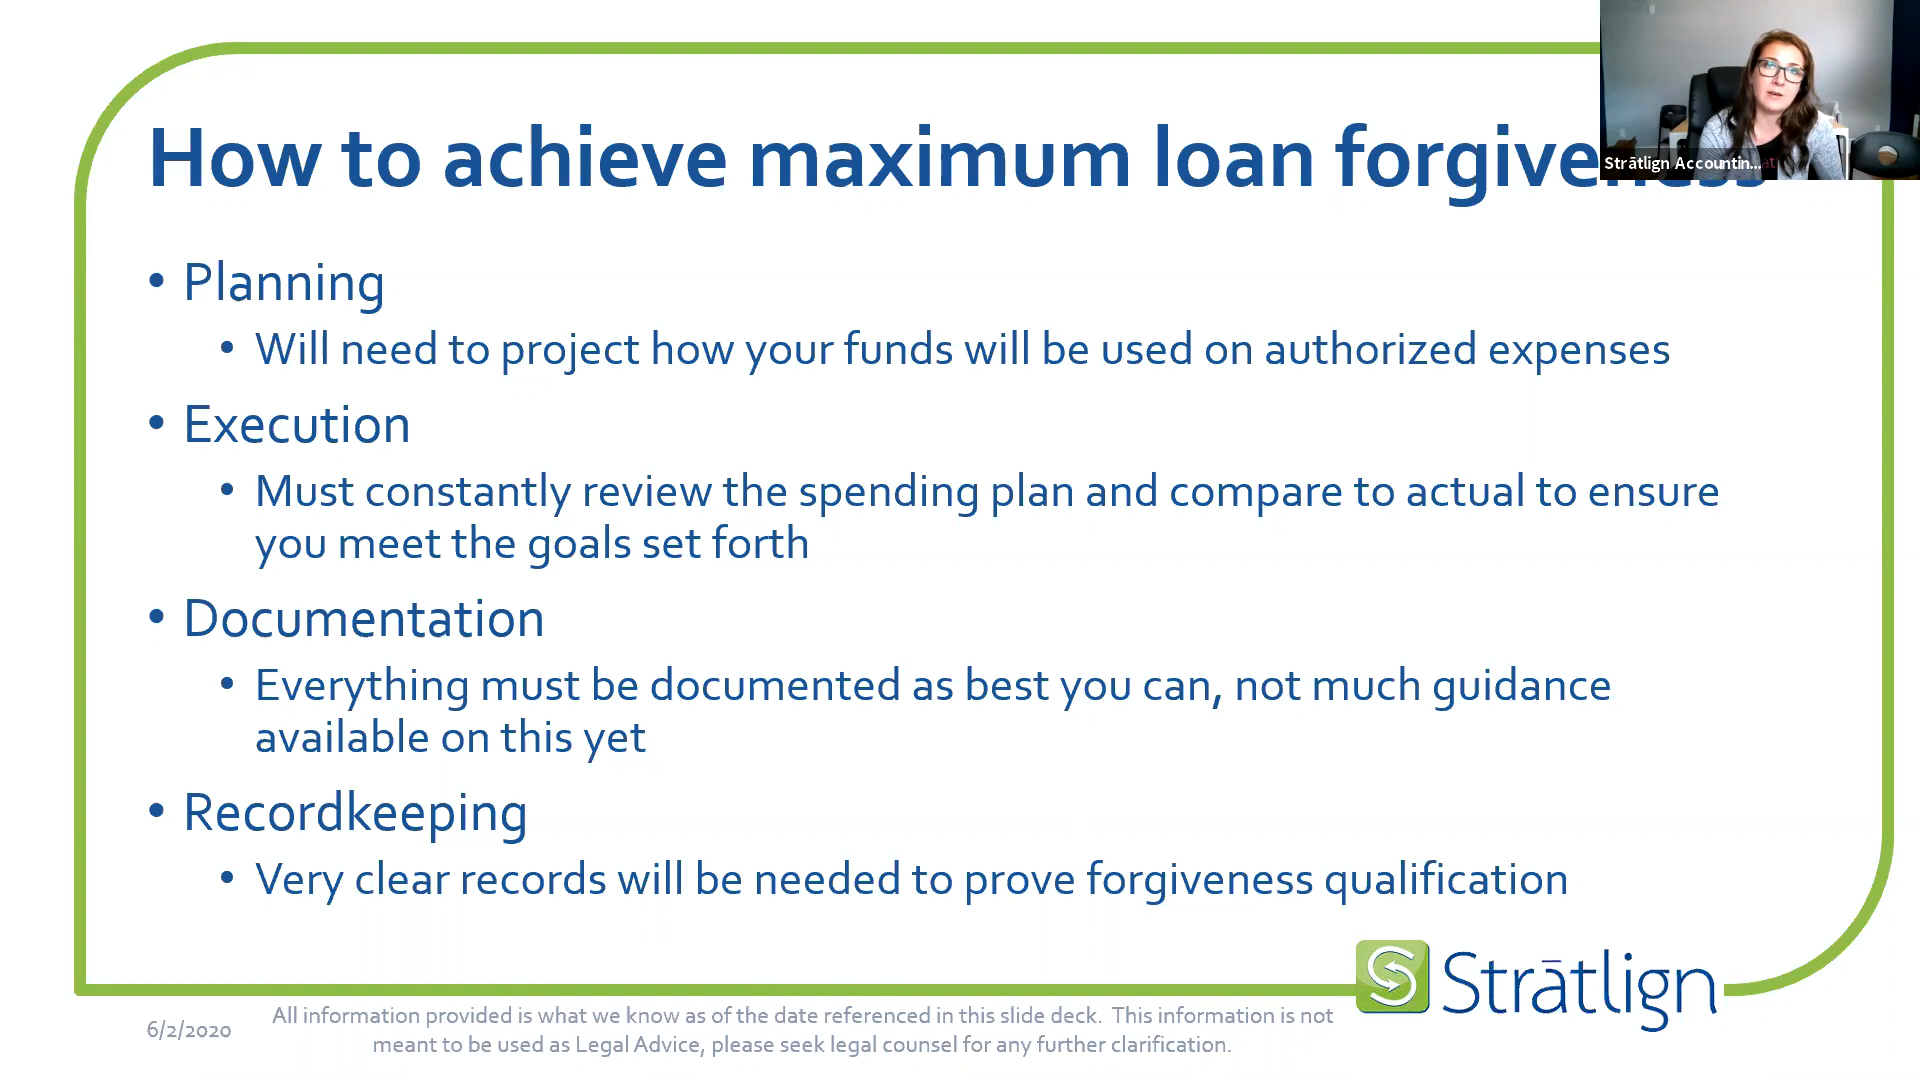 How to achieve maximum loan forgiveness
Strātlign Accountin...at
• Planning
• Will need to project how your funds will be used on authorized expenses
• Execution
• Must constantly review the spending plan and compare to actual to ensure
you meet the goals set forth
• Documentation
• Everything must be documented as best you can, not much guidance
available on this yet
• Recordkeeping
• Very clear records will be needed to prove forgiveness qualification
Strātlign
6/2/2020
All information provided is what we know as of the date referenced in this slide deck. This information is not
meant to be used as Legal Advice, please seek legal counsel for any further clarification.